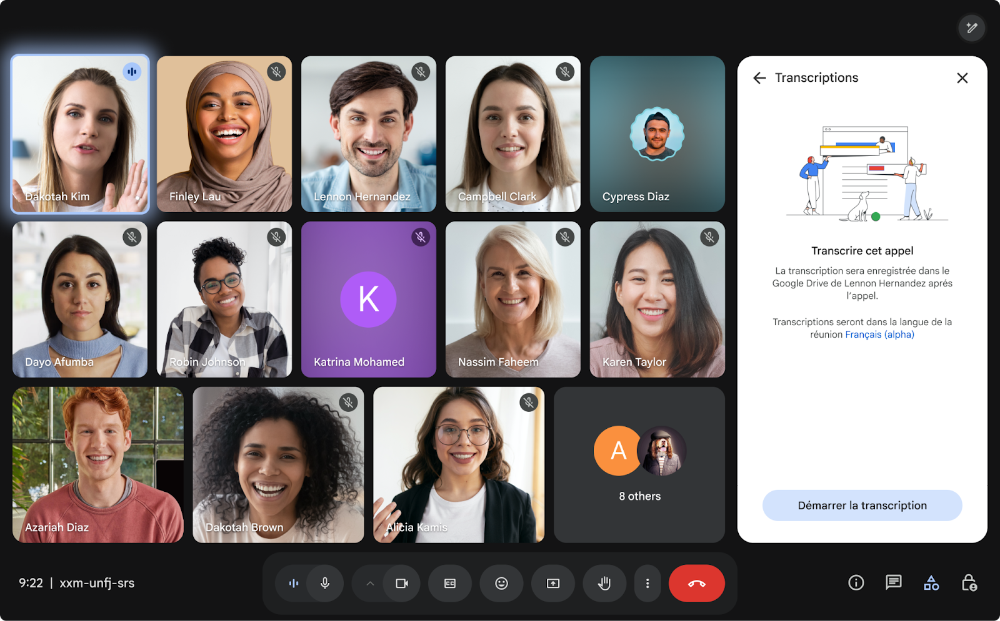 Dakotah Kim
Finley Lau
Lennon Hernandez
Campbell Clark
Cypress Diaz
Dayo Afumba
Robin Johnson
K
Katrina Mohamed
Nassim Faheem
Karen Taylor
Azariah Diaz
Dakotah Brown
Alicia Kamis
A
8 others
Transcriptions
Transcrire cet appel
La transcription sera enregistrée dans le
Google Drive de Lennon Hernandez aprés
l'appel.
Transcriptions seront dans la langue de la
réunion Français (alpha)
Démarrer la transcription
9:22 | xxm-unfj-srs
CC